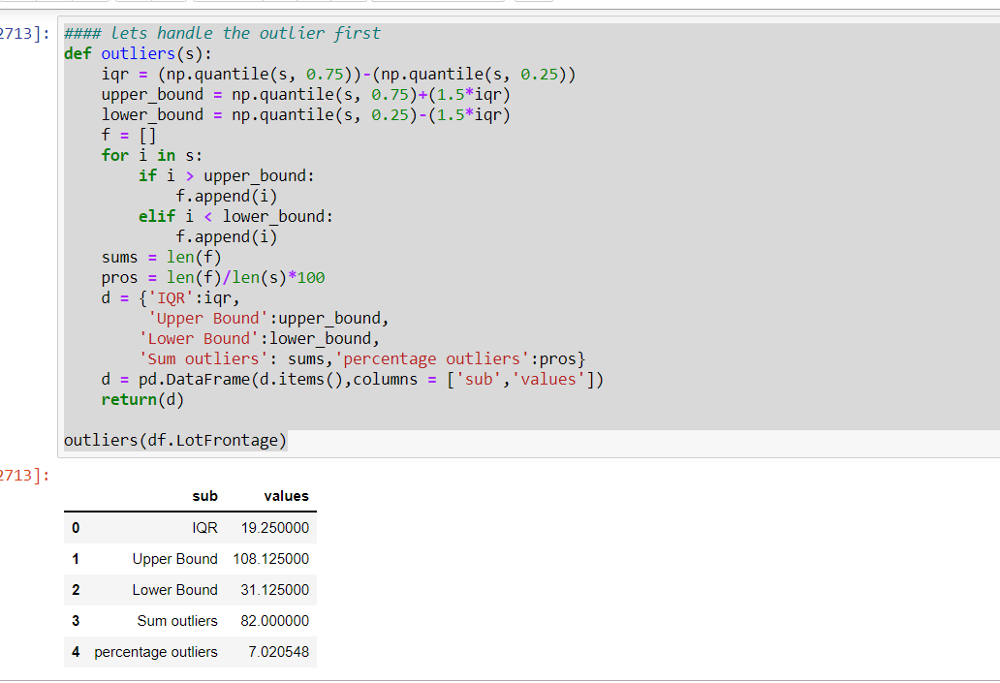 2713]: #### lets handle the outlier first
def outliers(s):
    iqr = (np.quantile(s, 0.75))-(np.quantile(s, 0.25))
    upper_bound = np.quantile(s, 0.75)+(1.5*iqr)
    lower_bound = np.quantile(s, 0.25)-(1.5*iqr)
    f = []
    for i in s:
        if i > upper_bound:
            f.append(i)
        elif i < lower_bound:
            f.append(i)
    sums = len(f)
    pros = len(f)/len(s)*100
    d = {'IQR':iqr,
         'Upper Bound':upper_bound,
        'Lower Bound':lower_bound,
        'Sum outliers': sums,'percentage outliers':pros}
    d = pd.DataFrame(d.items(),columns = ['sub','values'])
    return(d)
outliers(df.LotFrontage)
2713]:
sub values
0 IQR 19.250000
1 Upper Bound 108.125000
2 Lower Bound 31.125000
3 Sum outliers 82.000000
4 percentage outliers 7.020548